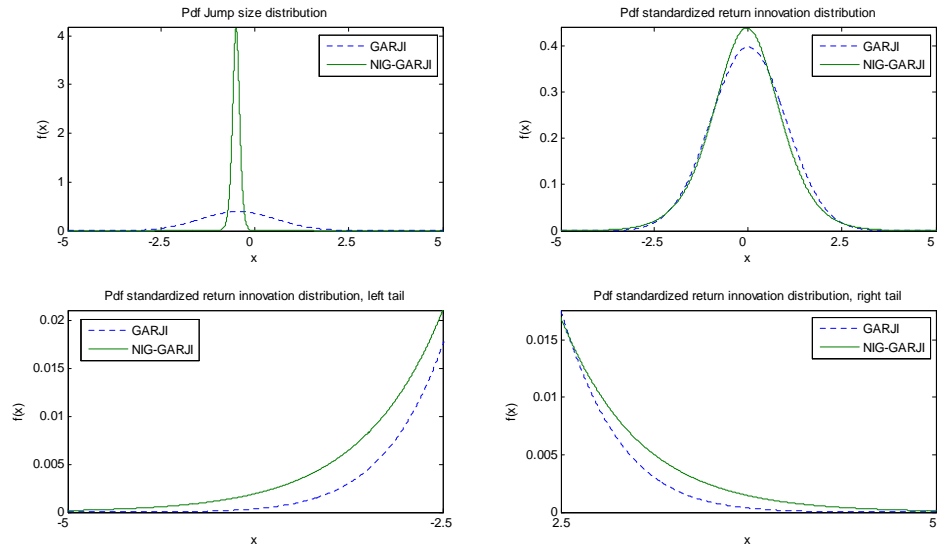 Pdf Jump size distribution
4
3
2
1
0
f(x)
-5
-2.5
0
2.5
5
x
GARJI
NIG-GARJI
Pdf standardized return innovation distribution
0.4
0.3
0.2
0.1
0
f(x)
-5
-2.5
0
2.5
5
x
GARJI
NIG-GARJI
Pdf standardized return innovation distribution, left tail
0.02
0.015
0.01
0.005
0
f(x)
-5
-2.5
x
GARJI
NIG-GARJI
Pdf standardized return innovation distribution, right tail
0.015
0.01
0.005
0
f(x)
2.5
5
x
GARJI
NIG-GARJI